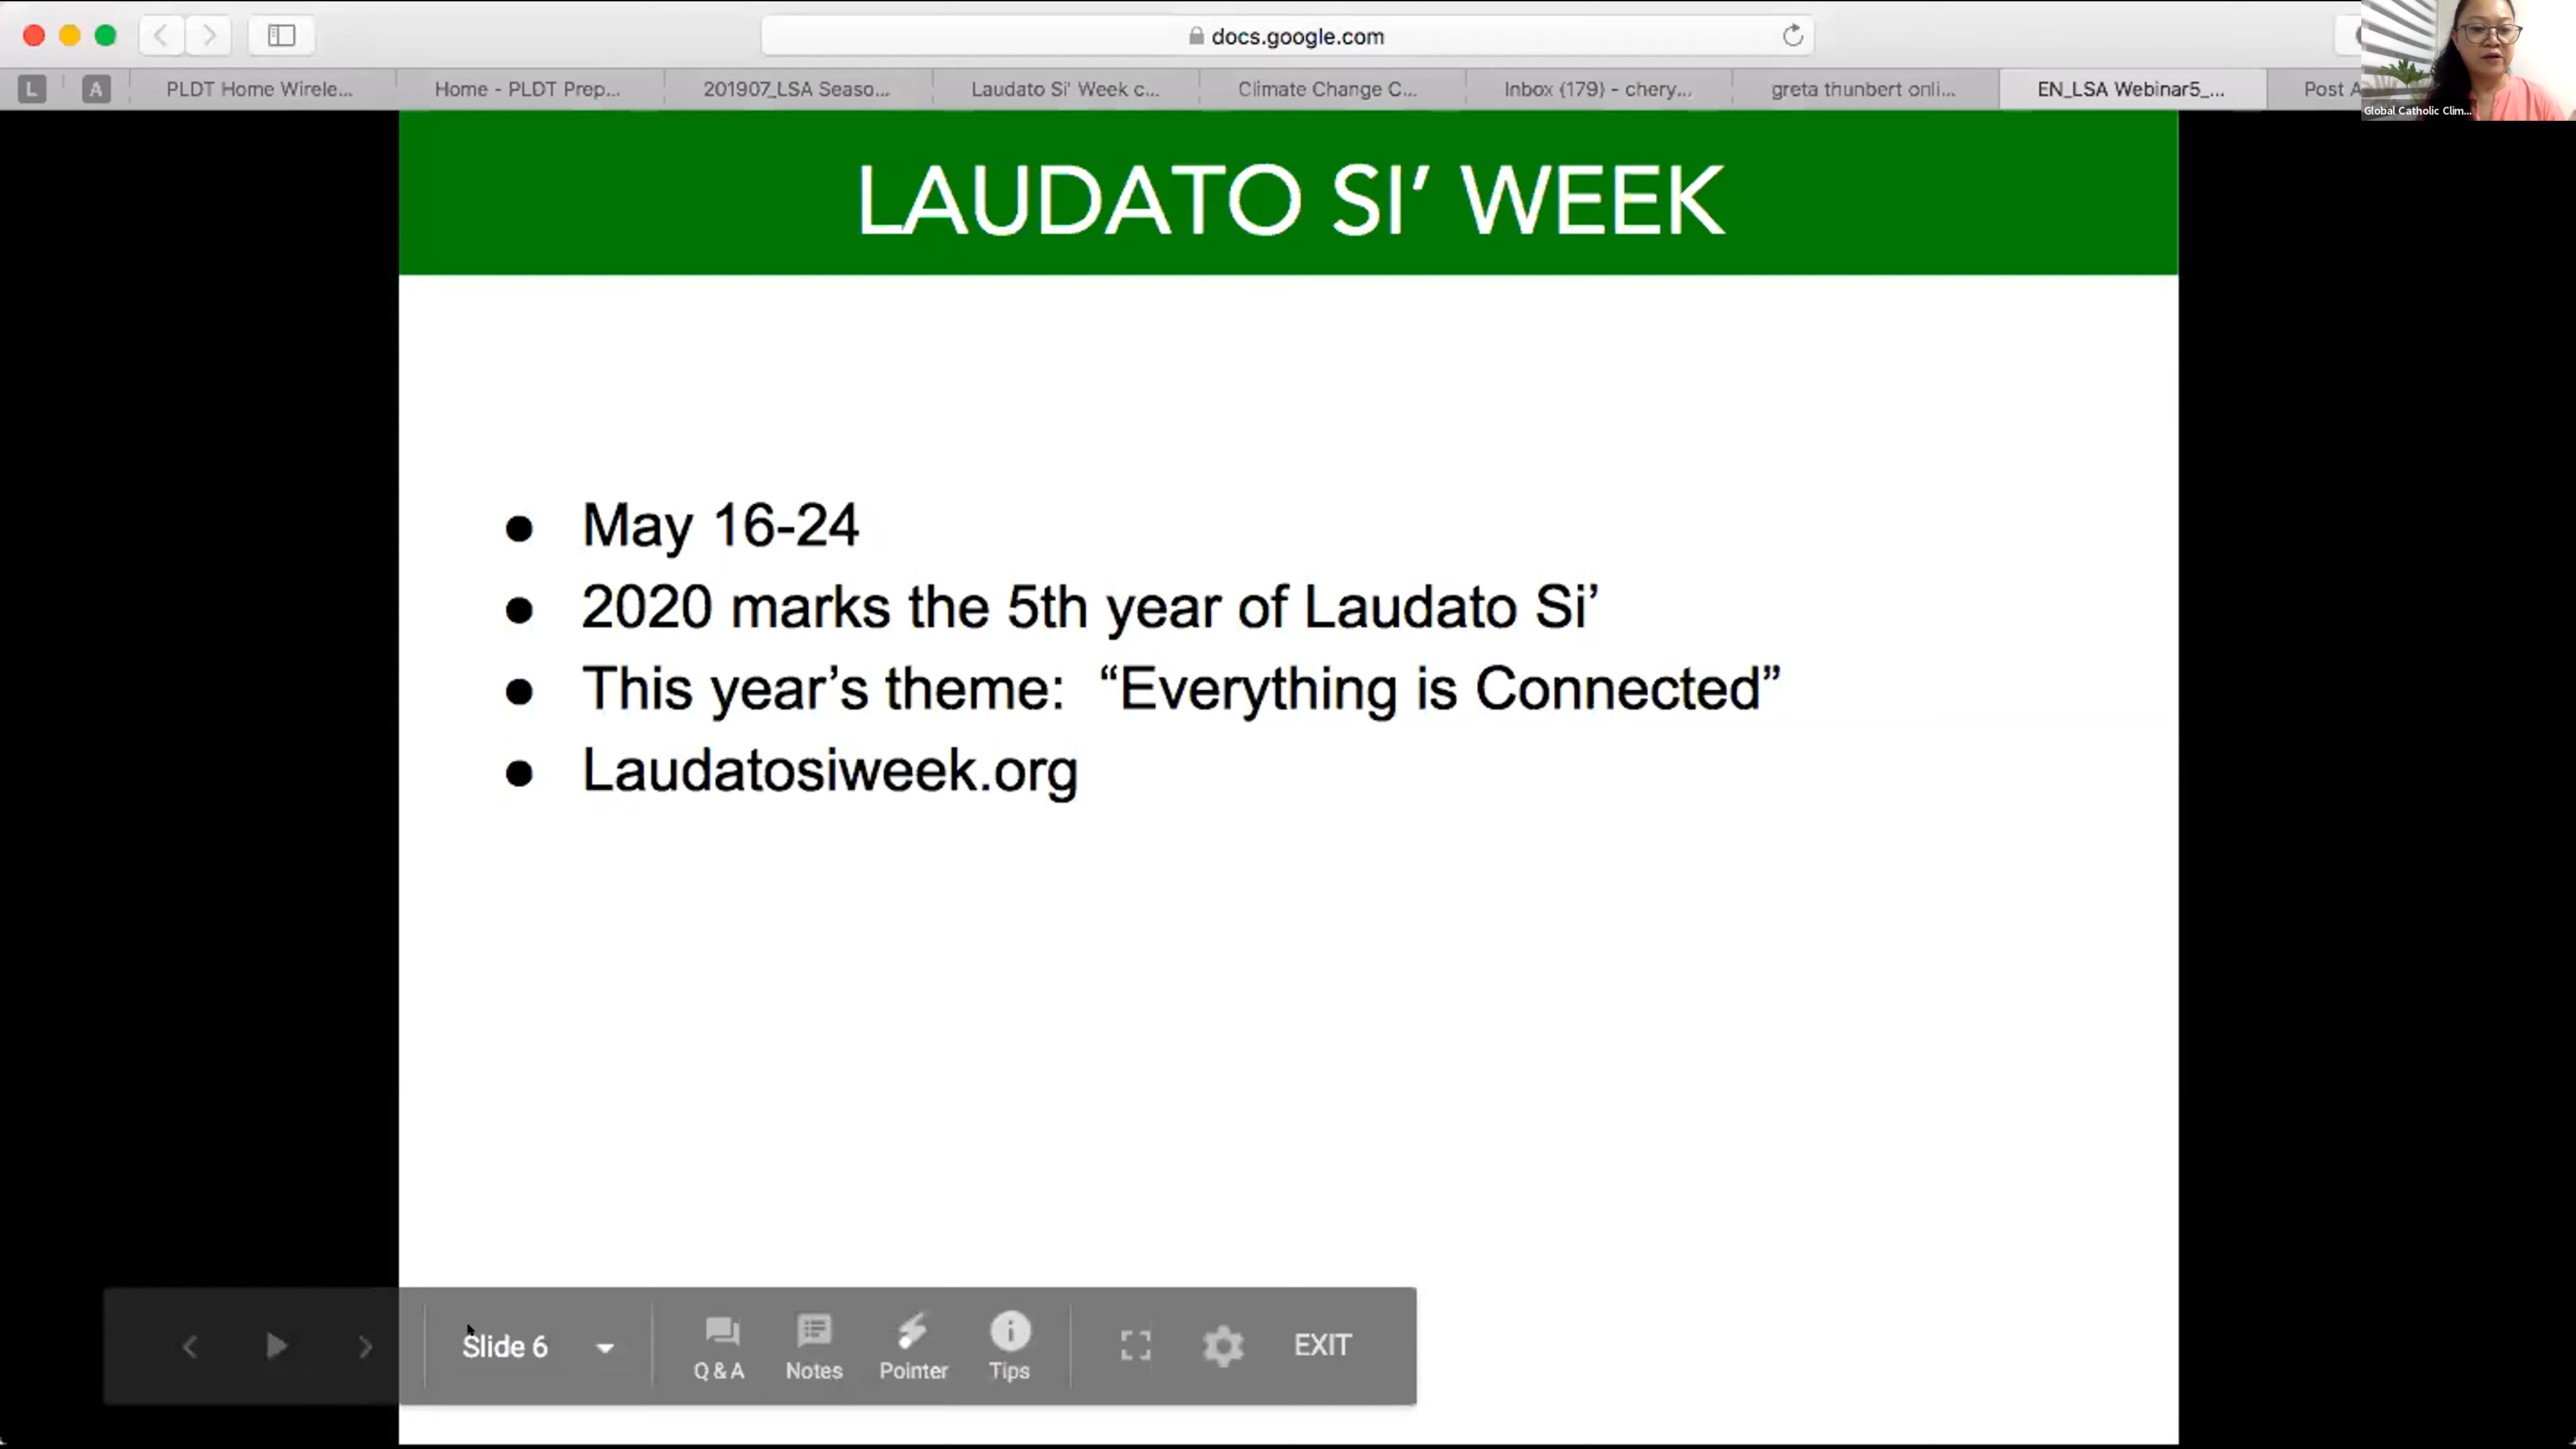 docs.google.com
L
A
PLDT Home Wirele...
Home - PLDT Prep...
201907_LSA Seaso...
Laudato Si' Week c...
Climate Change C...
Inbox (179) - chery...
greta thunbert onli...
EN_LSA Webinar5_...
Post A
Global Catholic Clim...
LAUDATO SI’ WEEK
● May 16-24
● 2020 marks the 5th year of Laudato Si’
● This year’s theme: “Everything is Connected”
● Laudatosiweek.org
Slide 6
Q & A
Notes
Pointer
Tips
EXIT